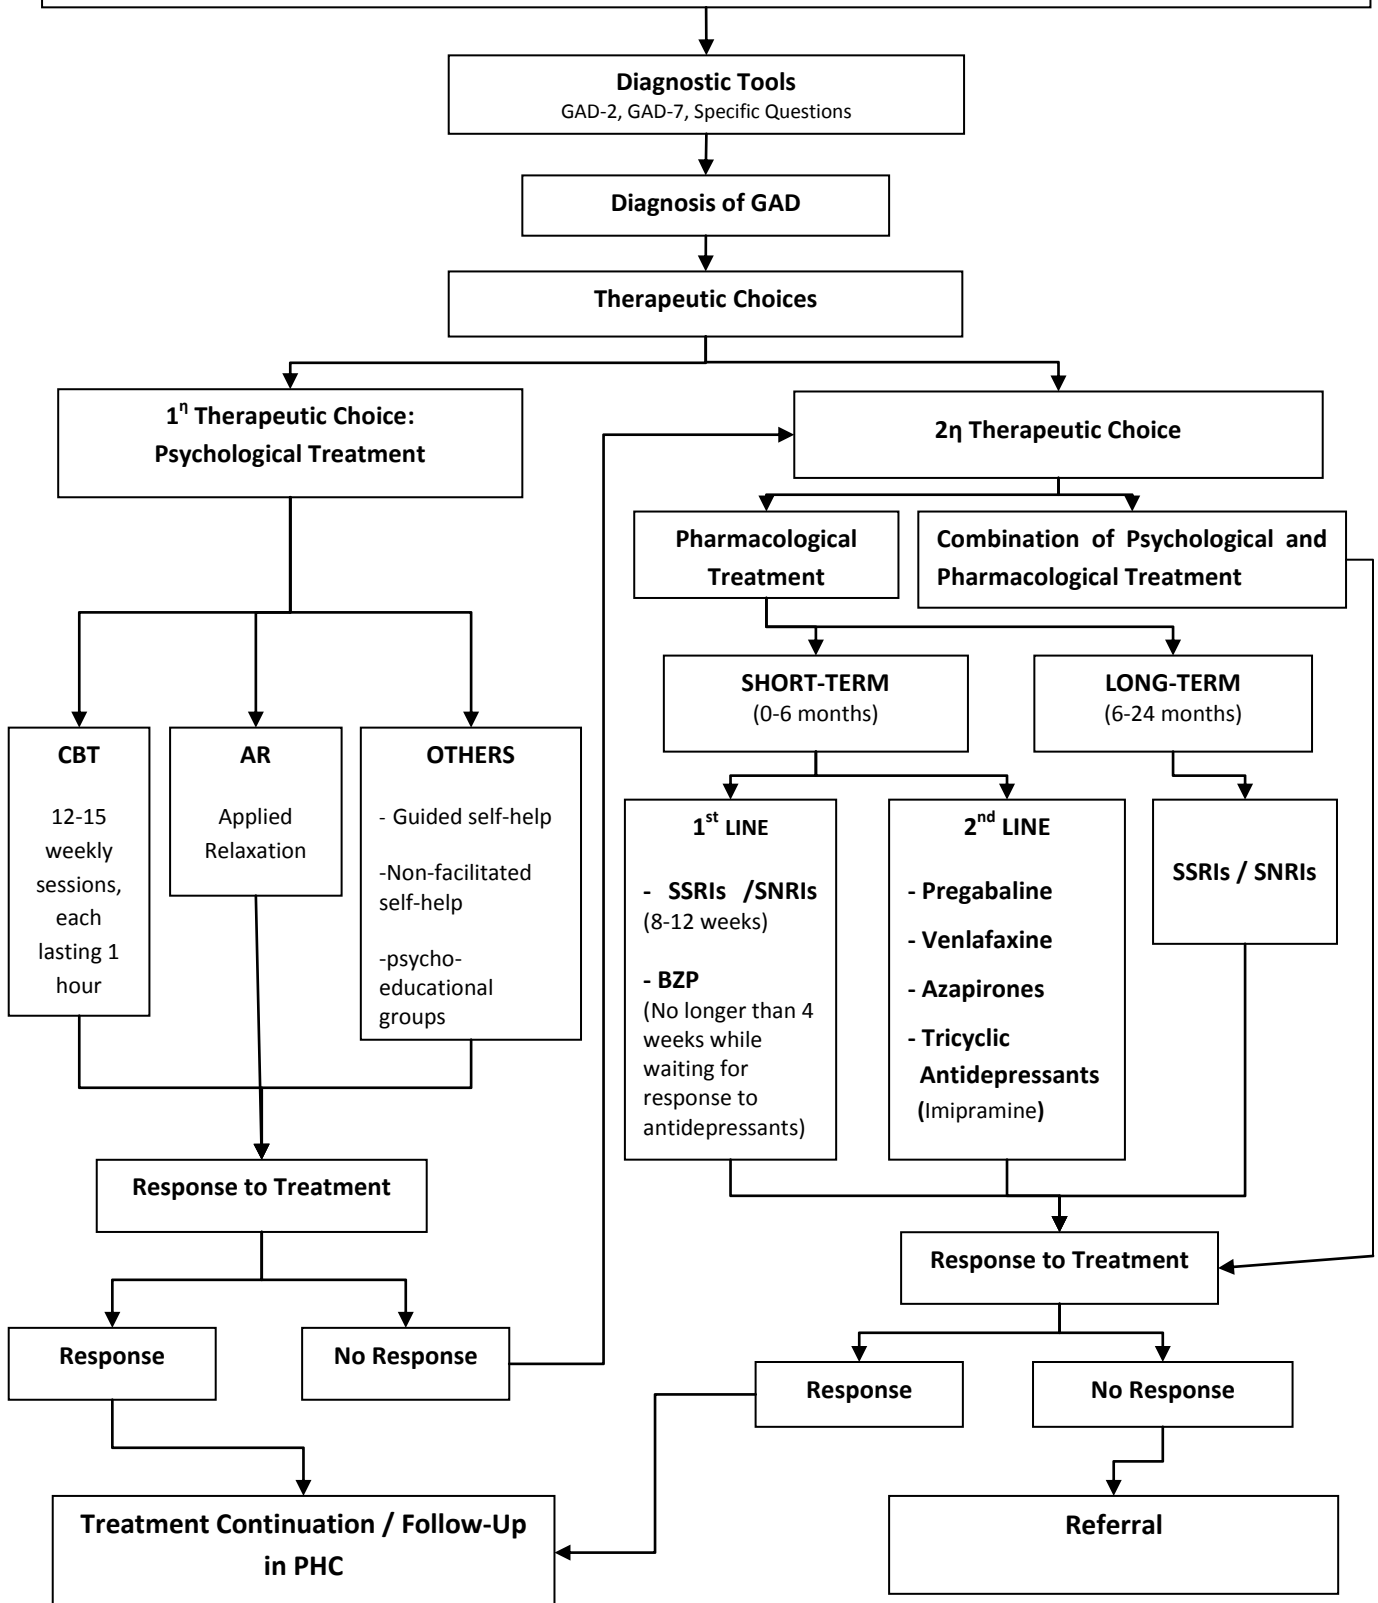 Diagnostic Tools
GAD-2, GAD-7, Specific Questions
Diagnosis of GAD
Therapeutic Choices
1η Therapeutic Choice:
Psychological Treatment
2η Therapeutic Choice
Pharmacological
Treatment
Combination of Psychological and
Pharmacological Treatment
SHORT-TERM
(0-6 months)
LONG-TERM
(6-24 months)
CBT
12-15
weekly
sessions,
each
lasting 1
hour
AR
Applied
Relaxation
OTHERS
- Guided self-help
-Non-facilitated
self-help
-psycho-
educational
groups
1st LINE
- SSRIs /SNRIs
(8-12 weeks)
- BZP
(No longer than 4
weeks while
waiting for
response to
antidepressants)
2nd LINE
- Pregabaline
- Venlafaxine
- Azapirones
- Tricyclic
Antidepressants
(Imipramine)
SSRIs / SNRIs
Response to Treatment
Response
No Response
Response to Treatment
Response
No Response
Treatment Continuation / Follow-Up
in PHC
Referral